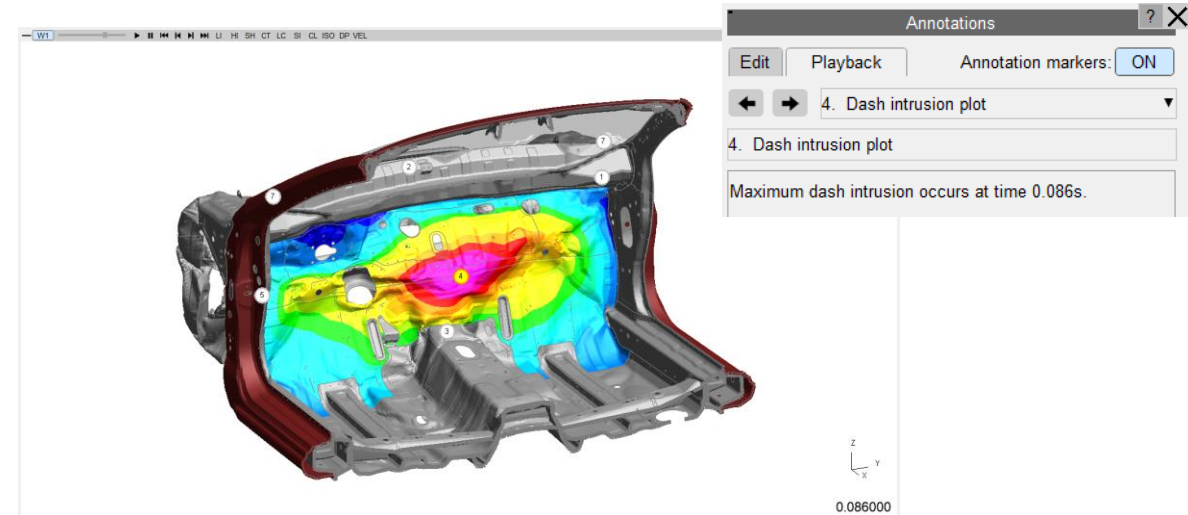 W1 LI HI SH CT LC SI CL ISO DP VEL
Annotations ? X
Edit Playback Annotation markers: ON
4. Dash intrusion plot
4. Dash intrusion plot
Maximum dash intrusion occurs at time 0.086s.
7
2
1
7
4
5
3
Z
Y
X
0.086000